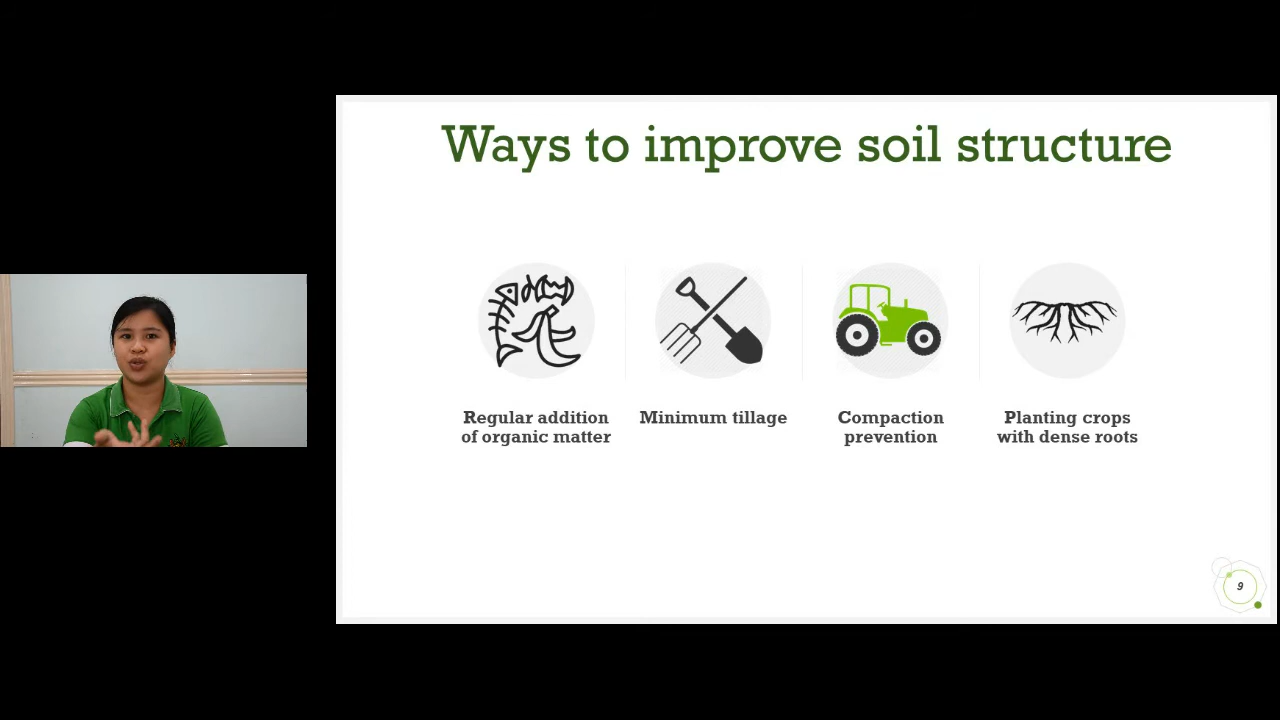 Ways to improve soil structure
Regular addition
of organic matter
Minimum tillage
Compaction
prevention
Planting crops
with dense roots
9